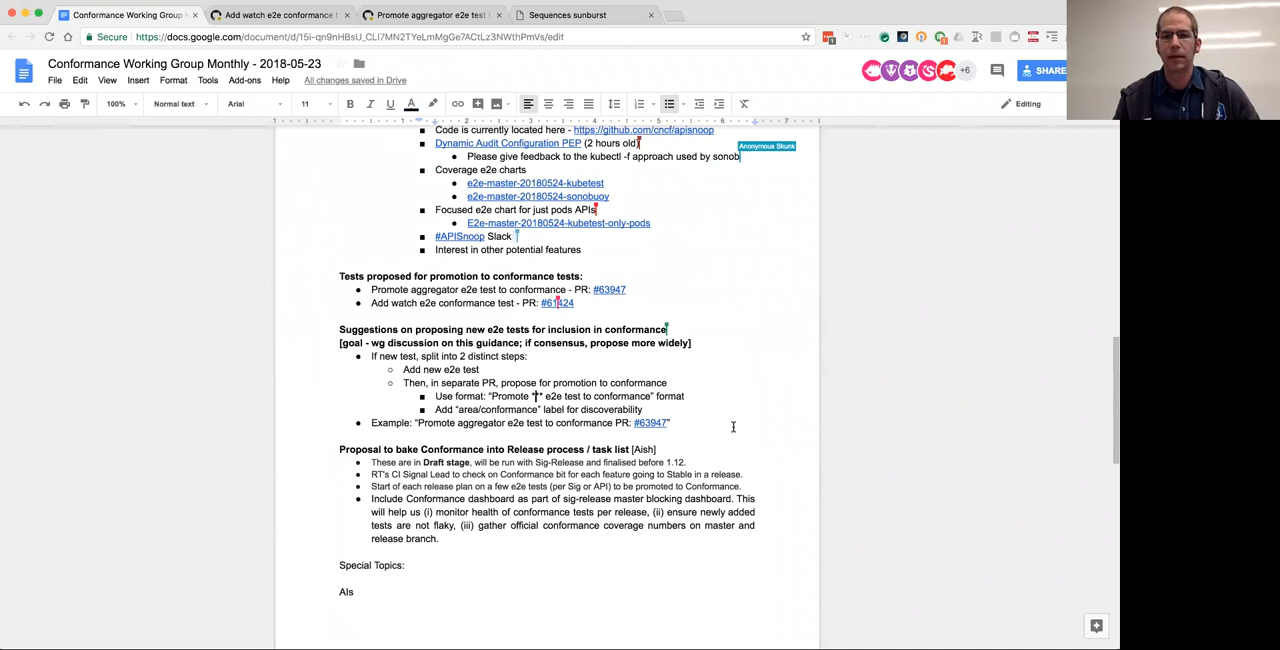 Conformance Working Group
Add watch e2e conformance t
Promote aggregator e2e test
Sequences sunburst
Secure
https://docs.google.com/document/d/15i-qn9nHBsU_CLI7MN2TYeLmMgGe7ACtLz3NWthPmVs/edit
Conformance Working Group Monthly - 2018-05-23
File Edit View Insert Format Tools Add-ons Help All changes saved in Drive
+6
SHARE
100% Normal text Arial 11 B I U A
Editing
1 1 2 3 4 5 6 7
Code is currently located here - https://github.com/cncf/apisnoop
Dynamic Audit Configuration PEP (2 hours old)
Anonymous Skunk
Please give feedback to the kubectl -f approach used by sonob
Coverage e2e charts
e2e-master-20180524-kubetest
e2e-master-20180524-sonobuoy
Focused e2e chart for just pods APIs
E2e-master-20180524-kubetest-only-pods
#APISnoop Slack
Interest in other potential features
Tests proposed for promotion to conformance tests:
Promote aggregator e2e test to conformance - PR: #63947
Add watch e2e conformance test - PR: #61424
Suggestions on proposing new e2e tests for inclusion in conformance
[goal - wg discussion on this guidance; if consensus, propose more widely]
If new test, split into 2 distinct steps:
Add new e2e test
Then, in separate PR, propose for promotion to conformance
Use format: “Promote ** e2e test to conformance” format
Add “area/conformance” label for discoverability
Example: “Promote aggregator e2e test to conformance PR: #63947”
Proposal to bake Conformance into Release process / task list [Aish]
These are in Draft stage, will be run with Sig-Release and finalised before 1.12.
RT's CI Signal Lead to check on Conformance bit for each feature going to Stable in a release.
Start of each release plan on a few e2e tests (per Sig or API) to be promoted to Conformance.
Include Conformance dashboard as part of sig-release master blocking dashboard. This
will help us (i) monitor health of conformance tests per release, (ii) ensure newly added
tests are not flaky, (iii) gather official conformance coverage numbers on master and
release branch.
Special Topics:
AIs